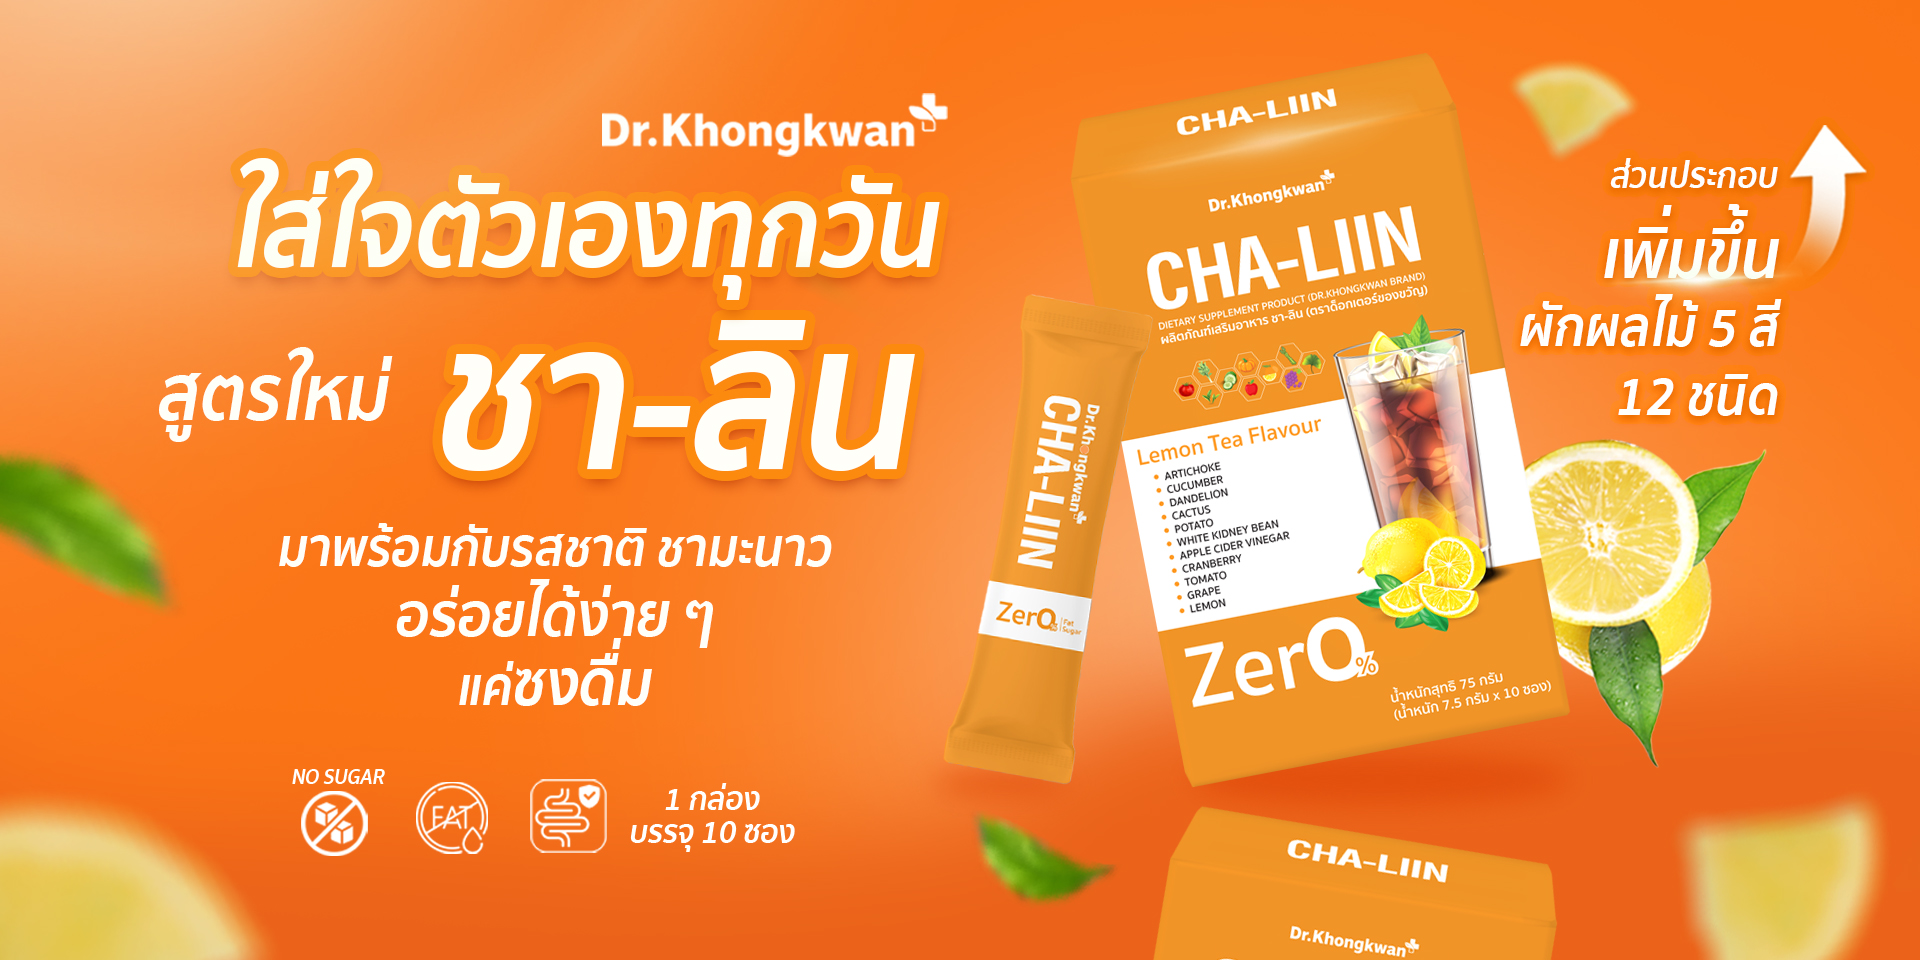 Dr.Khongkwan
ใส่ใจตัวเองทุกวัน
สูตรใหม่ ชา-ลิน
มาพร้อมกับรสชาติ ชามะนาว
อร่อยได้ง่าย ๆ
แค่ซงดื่ม
NO SUGAR
FAT
1 กล่อง
บรรจุ 10 ซอง
Dr.Khongkwan
CHA-LIIN
ZerO% Fat
Sugar
CHA-LIIN
Dr.Khongkwan
CHA-LIIN
DIETARY SUPPLEMENT PRODUCT (DR.KHONGKWAN BRAND)
ผลิตภัณฑ์เสริมอาหาร ชา-ลิน (ตราด็อกเตอร์ของขวัญ)
Lemon Tea Flavour
ARTICHOKE
CUCUMBER
DANDELION
CACTUS
POTATO
WHITE KIDNEY BEAN
APPLE CIDER VINEGAR
CRANBERRY
TOMATO
GRAPE
LEMON
ZerO%
น้ำหนักสุทธิ 75 กรัม
(น้ำหนัก 7.5 กรัม x 10 ซอง)
ส่วนประกอบ
เพิ่มขึ้น
ผักผลไม้ 5 สี
12 ชนิด
CHA-LIIN
Dr.Khongkwan